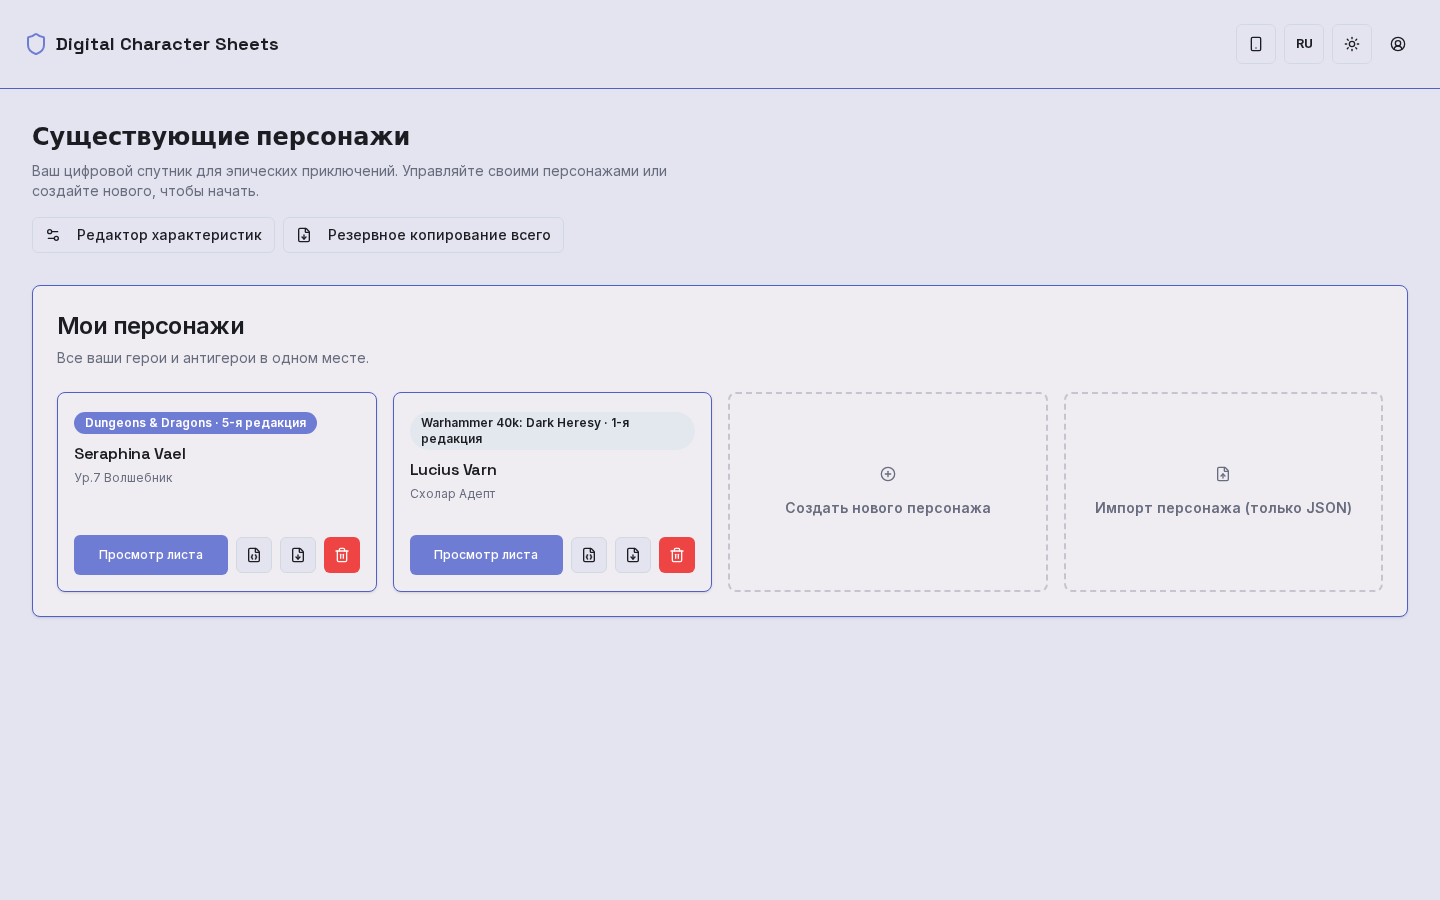 Digital Character Sheets
RU
Существующие персонажи
Ваш цифровой спутник для эпических приключений. Управляйте своими персонажами или
создайте нового, чтобы начать.
Редактор характеристик
Резервное копирование всего
Мои персонажи
Все ваши герои и антигерои в одном месте.
Dungeons & Dragons · 5-я редакция
Seraphina Vael
Ур.7 Волшебник
Просмотр листа
Warhammer 40k: Dark Heresy · 1-я
редакция
Lucius Varn
Схолар Адепт
Просмотр листа
Создать нового персонажа
Импорт персонажа (только JSON)